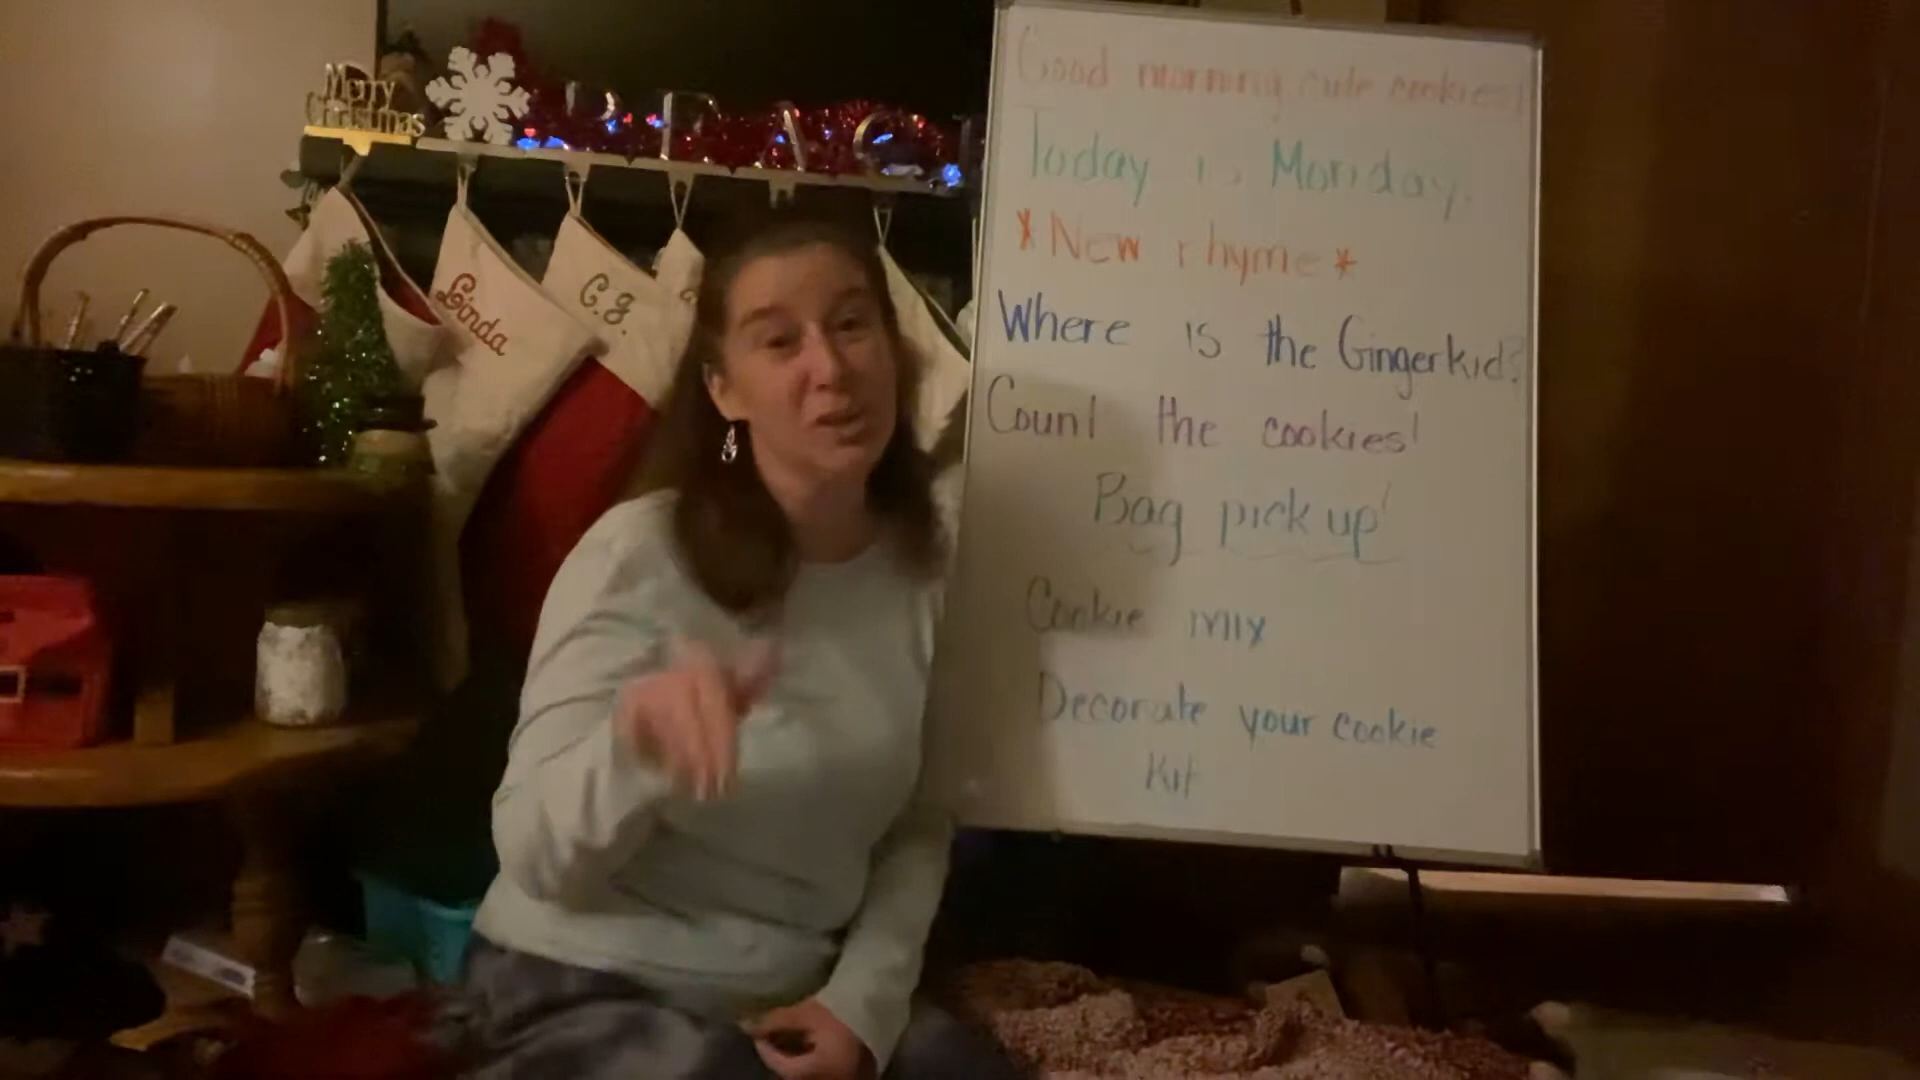 Merry
Christmas
PEAC
Linda
C.J.
Good morning, cute cookies!
Today is Monday.
*New rhyme*
Where is the Gingerkid?
Count the cookies!
Bag pick up!
Cookie mix
Decorate your cookie
Kit